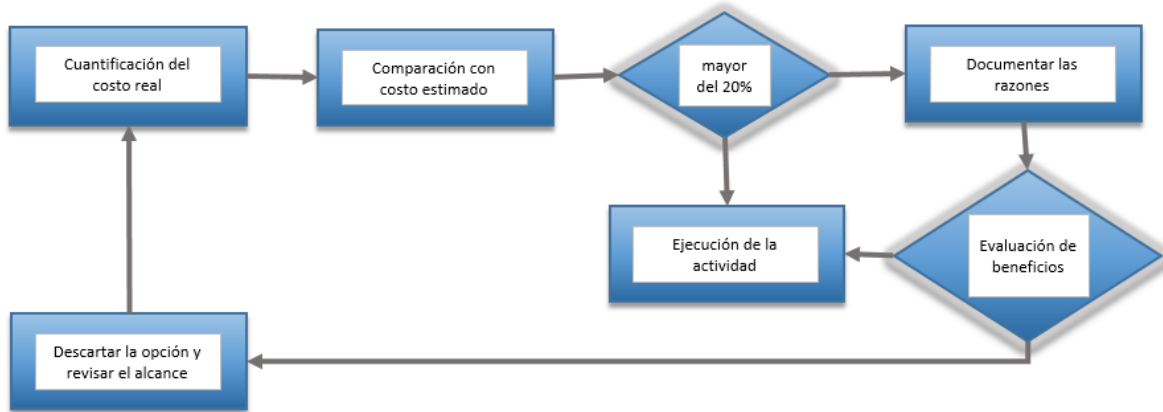 Cuantificación del
costo real
Comparación con
costo estimado
mayor
del 20%
Documentar las
razones
Ejecución de la
actividad
Evaluación de
beneficios
Descartar la opción y
revisar el alcance